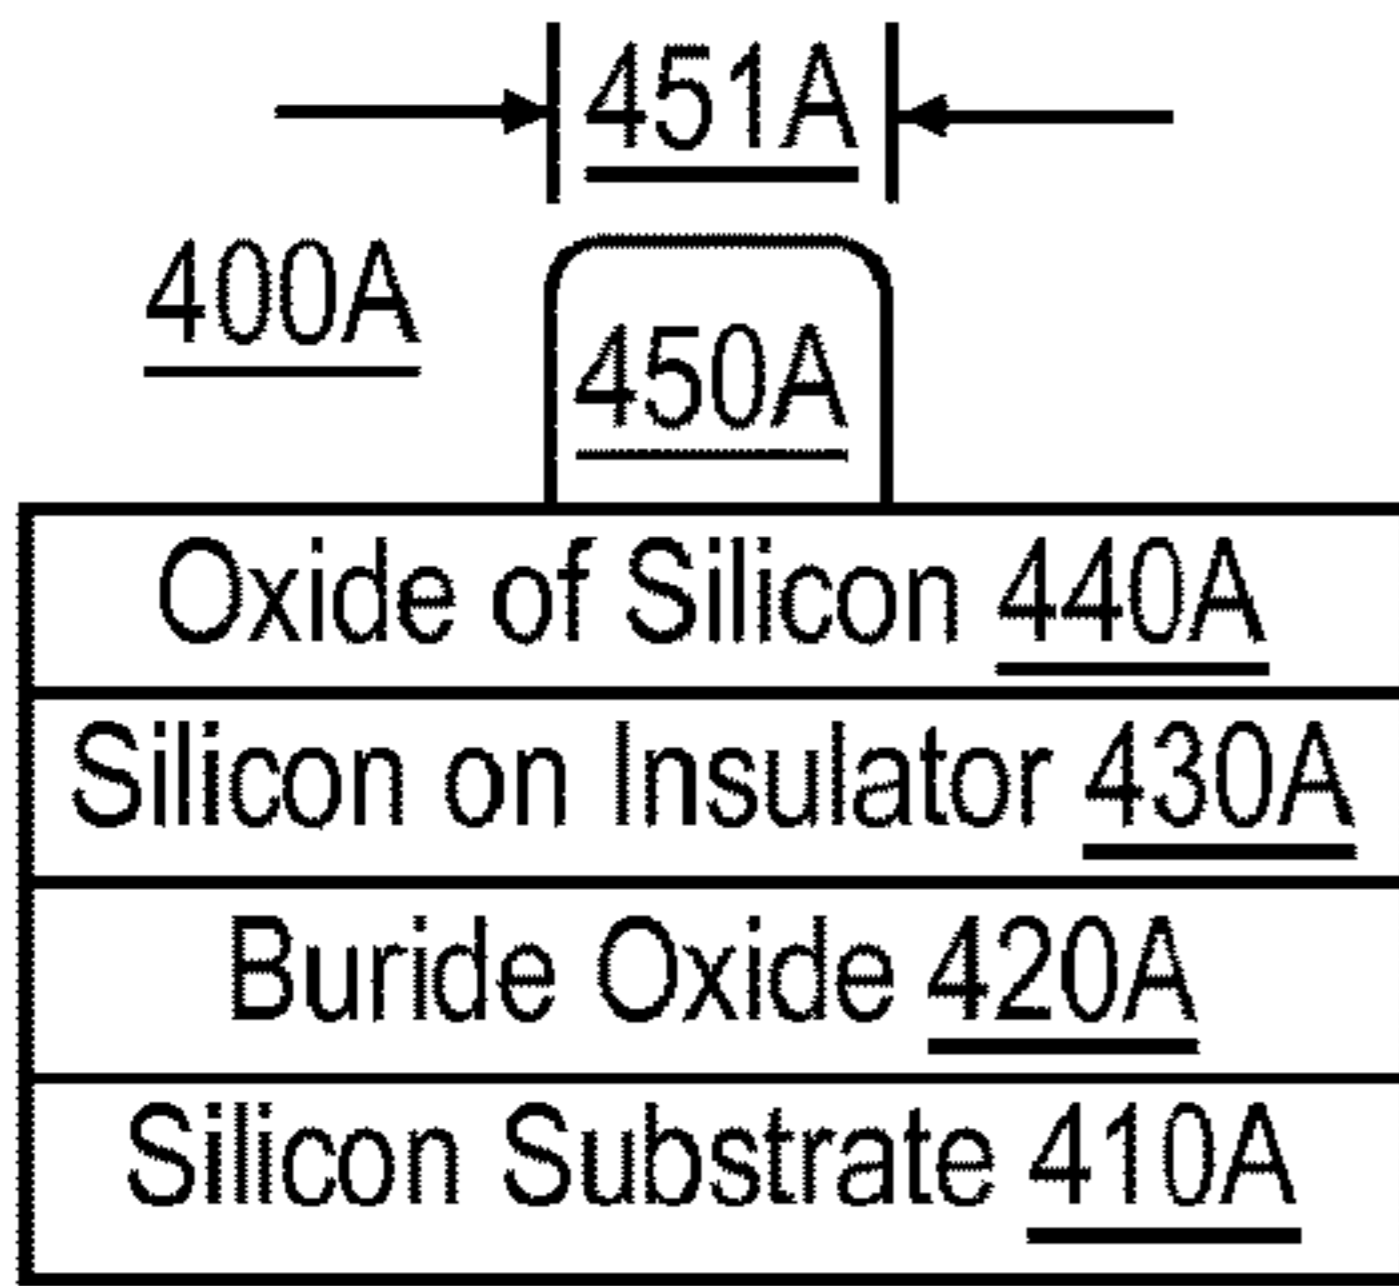 451A
400A
450A
Oxide of Silicon 440A
Silicon on Insulator 430A
Buride Oxide 420A
Silicon Substrate 410A